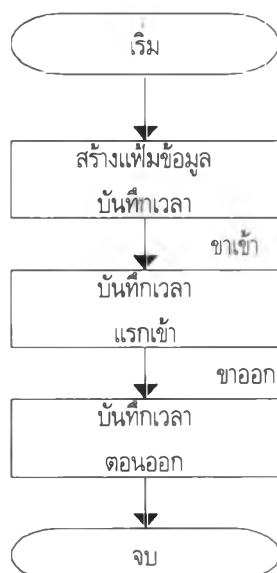 เริ่ม
สร้างแฟ้มข้อมูล
บันทึกเวลา
ขาเข้า
บันทึกเวลา
แรกเข้า
ขาออก
บันทึกเวลา
ตอนออก
จบ